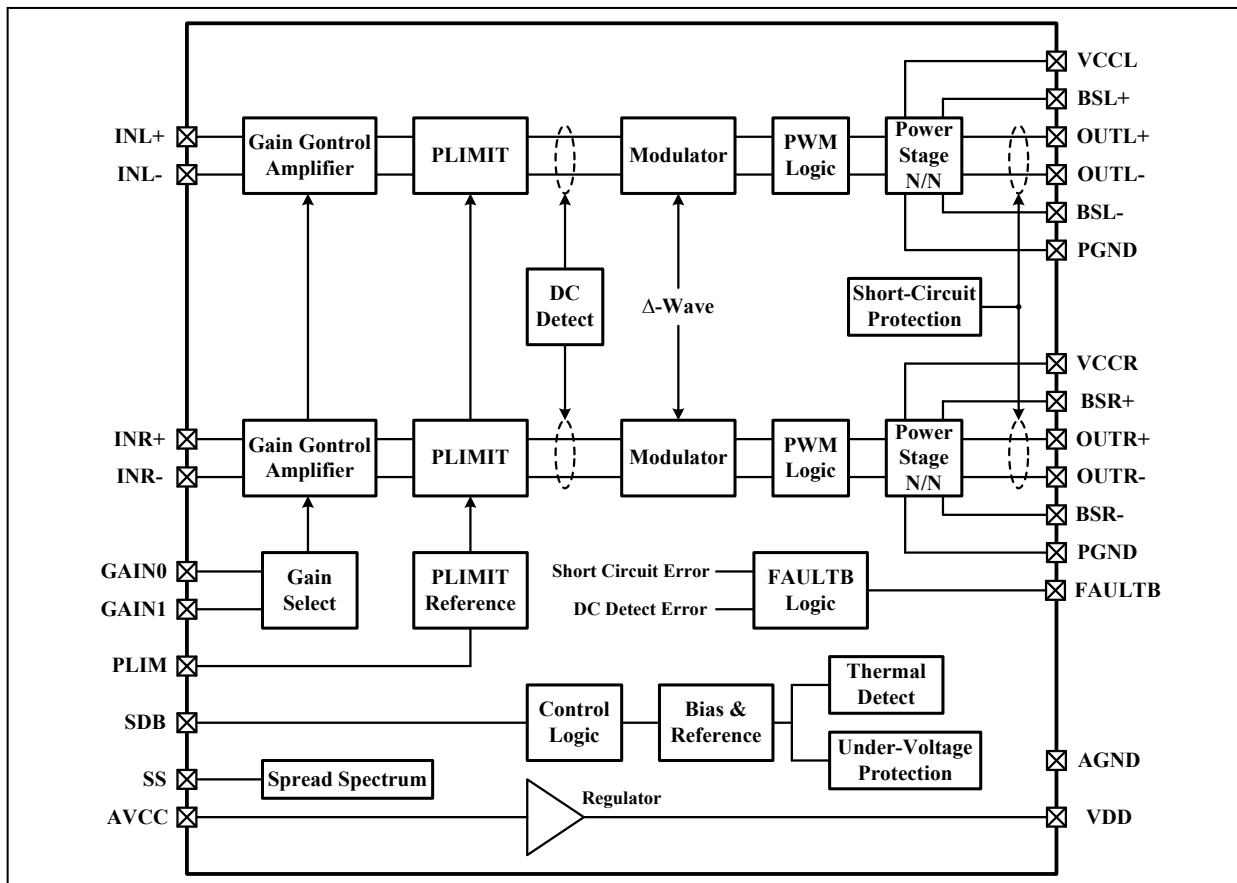 VCCL
BSL+
INL+
Gain Gontrol
Amplifier
PLIMIT
Modulator
PWM
Logic
Power
Stage
N/N
OUTL+
INL-
OUTL-
BSL-
PGND
DC
Detect
Δ-Wave
Short-Circuit
Protection
VCCR
BSR+
INR+
Gain Gontrol
Amplifier
PLIMIT
Modulator
PWM
Logic
Power
Stage
N/N
OUTR+
INR-
OUTR-
BSR-
PGND
GAIN0
GAIN1
Gain
Select
PLIMIT
Reference
Short Circuit Error
DC Detect Error
FAULTB
Logic
FAULTB
PLIM
SDB
Control
Logic
Bias &
Reference
Thermal
Detect
Under-Voltage
Protection
AGND
SS
Spread Spectrum
AVCC
Regulator
VDD